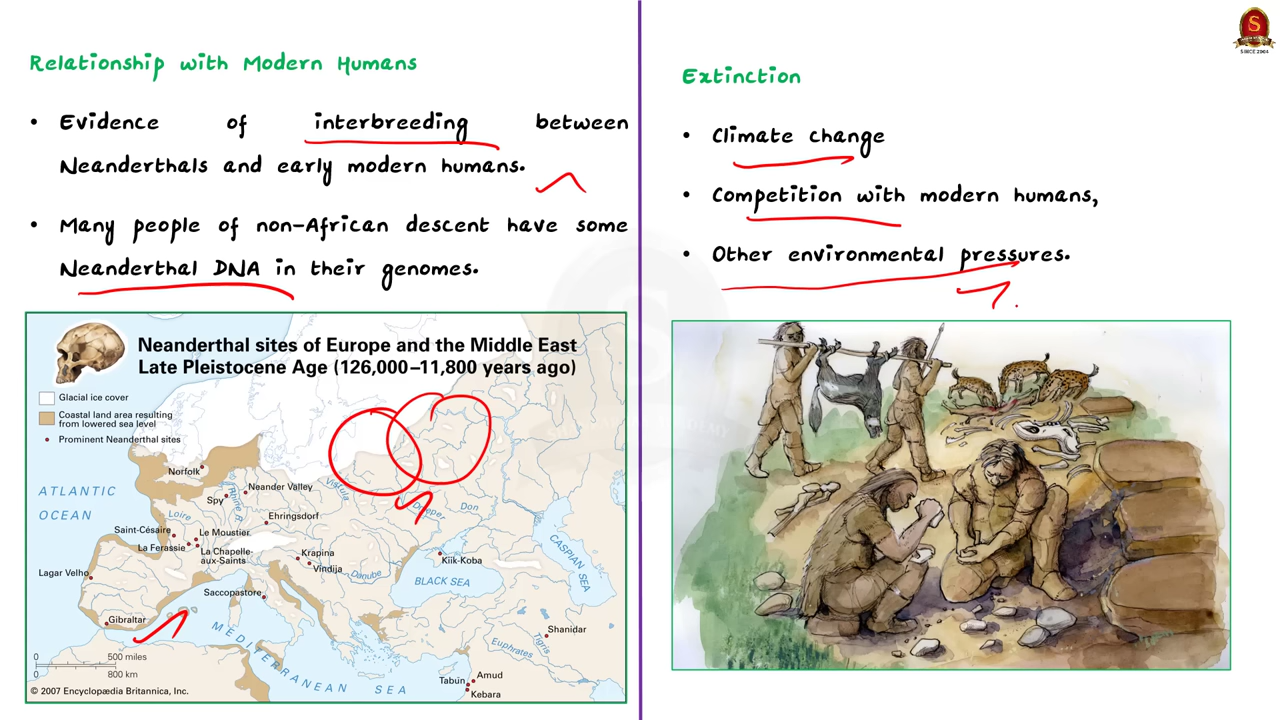 Relationship with Modern Humans
• Evidence of interbreeding between
Neanderthals and early modern humans.
• Many people of non-African descent have some
Neanderthal DNA in their genomes.
Neanderthal sites of Europe and the Middle East
Late Pleistocene Age (126,000–11,800 years ago)
Glacial ice cover
Coastal land area resulting
from lowered sea level
Prominent Neanderthal sites
Norfolk
ATLANTIC
OCEAN
Spy
Rhine R.
Neander Valley
Vistula
Dnieper
Don
Loire
Ehringsdorf
Saint-Césaire
Le Moustier
La Ferassie
La Chapelle-
aux-Saints
Krapina
Vindija
Danube
Kiik-Koba
CASPIAN SEA
Lagar Velho
BLACK SEA
Saccopastore
Gibraltar
MEDITERRANEAN SEA
Shanidar
Tigris
Euphrates
0 500 miles
0 800 km
Tabūn
Amud
Kebara
© 2007 Encyclopædia Britannica, Inc.
Extinction
• Climate change
• Competition with modern humans,
• Other environmental pressures.
S
SINCE 2004